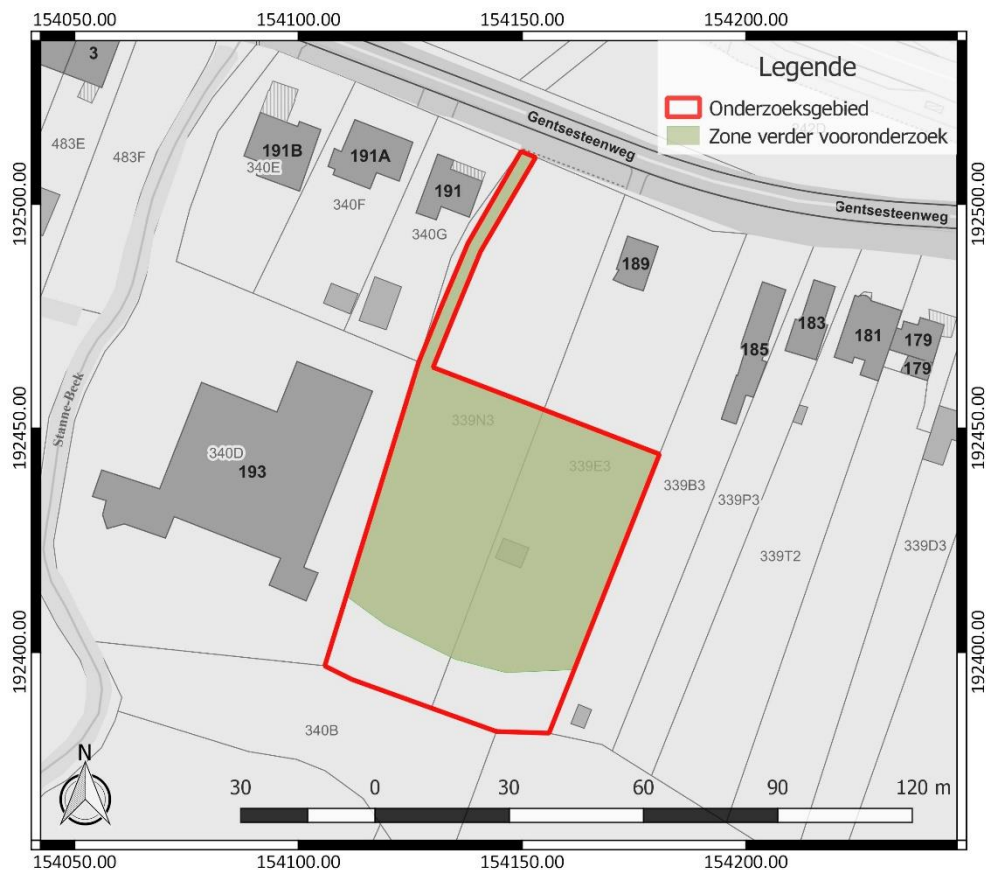 154050.00 154100.00 154150.00 154200.00
Legende
Onderzoeksgebied
Zone verder vooronderzoek
3
483E
483F
191B
340E
191A
340F
191
340G
Gentsesteenweg
Gentsesteenweg
192500.00 192500.00
189
185
183
181
179
179
Stanne-Beek
192450.00 192450.00
340D
193
339N3
339E3
339B3
339P3
339T2
339D3
192400.00 192400.00
340B
N
30 0 30 60 90 120 m
154050.00 154100.00 154150.00 154200.00